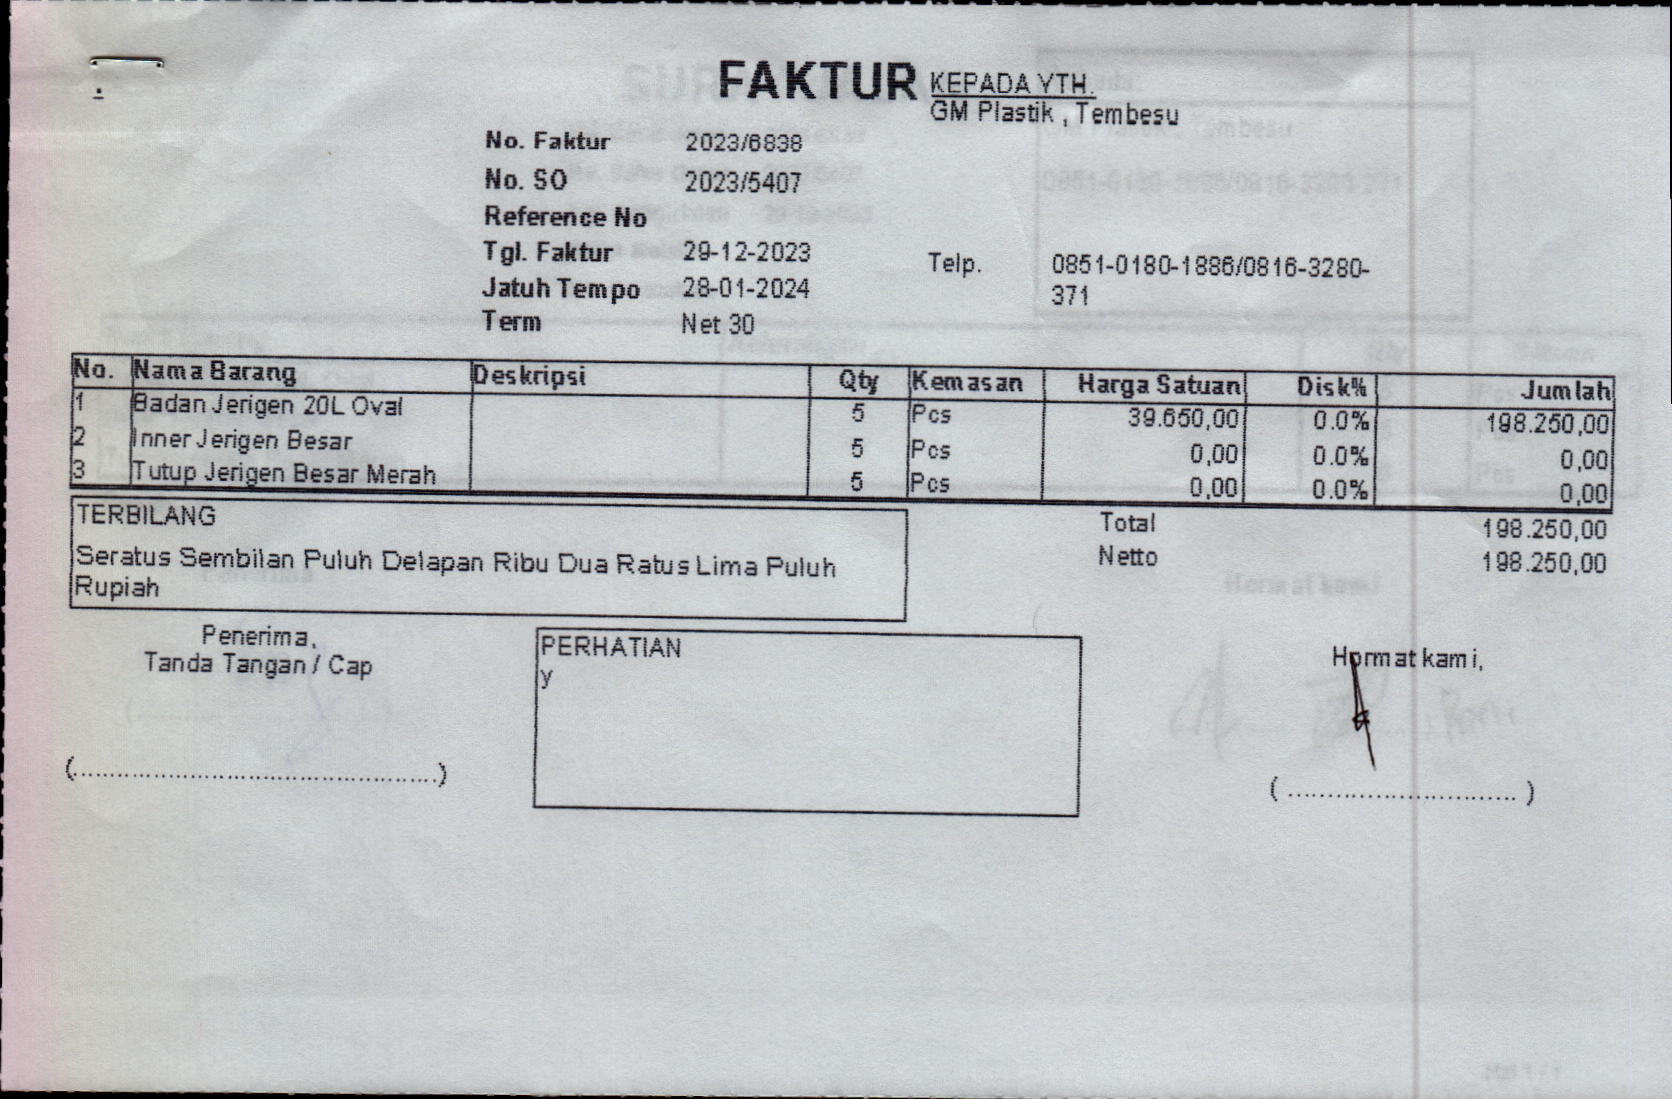 FAKTUR
KEPADA YTH.
GM Plastik , Tembesu
No. Faktur 2023/6838
No. SO 2023/5407
Reference No
Tgl. Faktur 29-12-2023
Jatuh Tempo 28-01-2024
Term Net 30
Telp. 0851-0180-1886/0816-3280-
371
No. Nama Barang Deskripsi Qty Kemasan Harga Satuan Disk% Jumlah
1 Badan Jerigen 20L Oval 5 Pcs 39.650,00 0.0% 198.250,00
2 Inner Jerigen Besar 5 Pcs 0,00 0.0% 0,00
3 Tutup Jerigen Besar Merah 5 Pcs 0,00 0.0% 0,00
TERBILANG
Seratus Sembilan Puluh Delapan Ribu Dua Ratus Lima Puluh
Rupiah
Total 198.250,00
Netto 198.250,00
Penerima,
Tanda Tangan / Cap
(...............................................)
PERHATIAN
y
Hormat kami,
( ............................. )